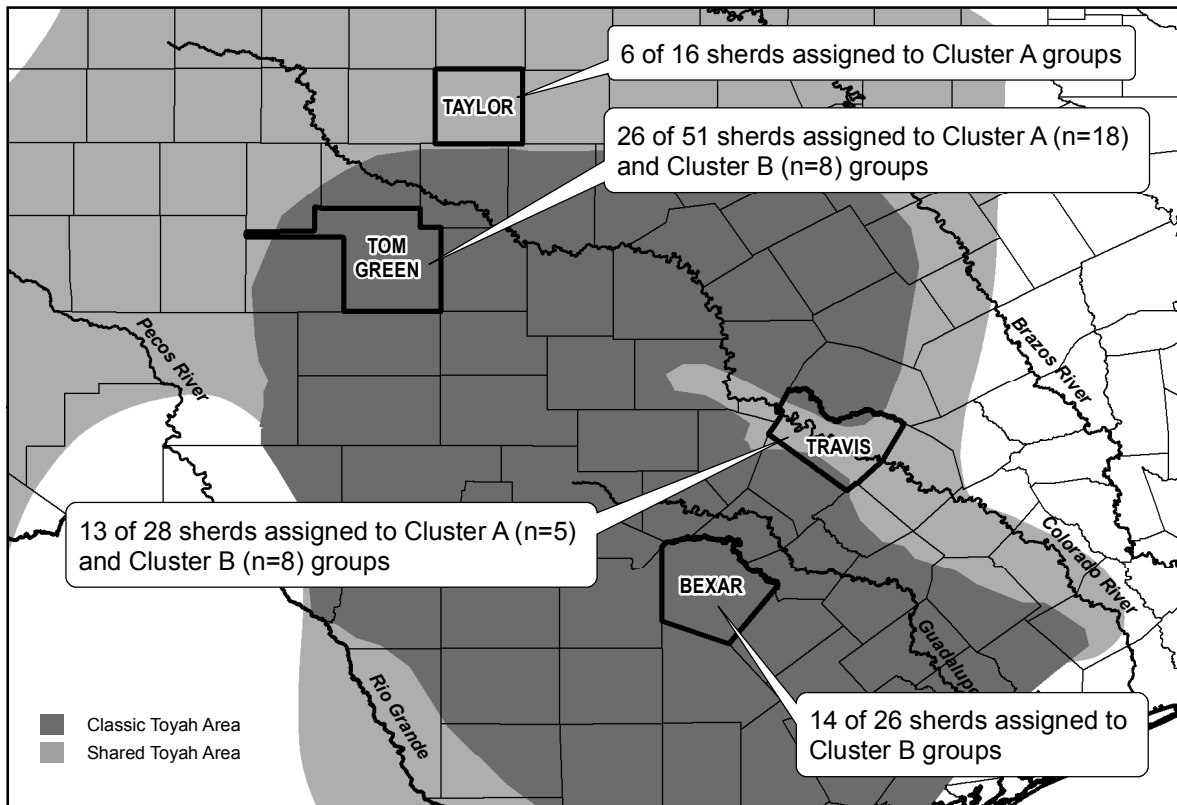 6 of 16 sherds assigned to Cluster A groups
TAYLOR
26 of 51 sherds assigned to Cluster A (n=18)
and Cluster B (n=8) groups
TOM
GREEN
Pecos River
Brazos River
TRAVIS
13 of 28 sherds assigned to Cluster A (n=5)
and Cluster B (n=8) groups
Colorado River
BEXAR
Guadalupe
Rio Grande
14 of 26 sherds assigned to
Cluster B groups
Classic Toyah Area
Shared Toyah Area